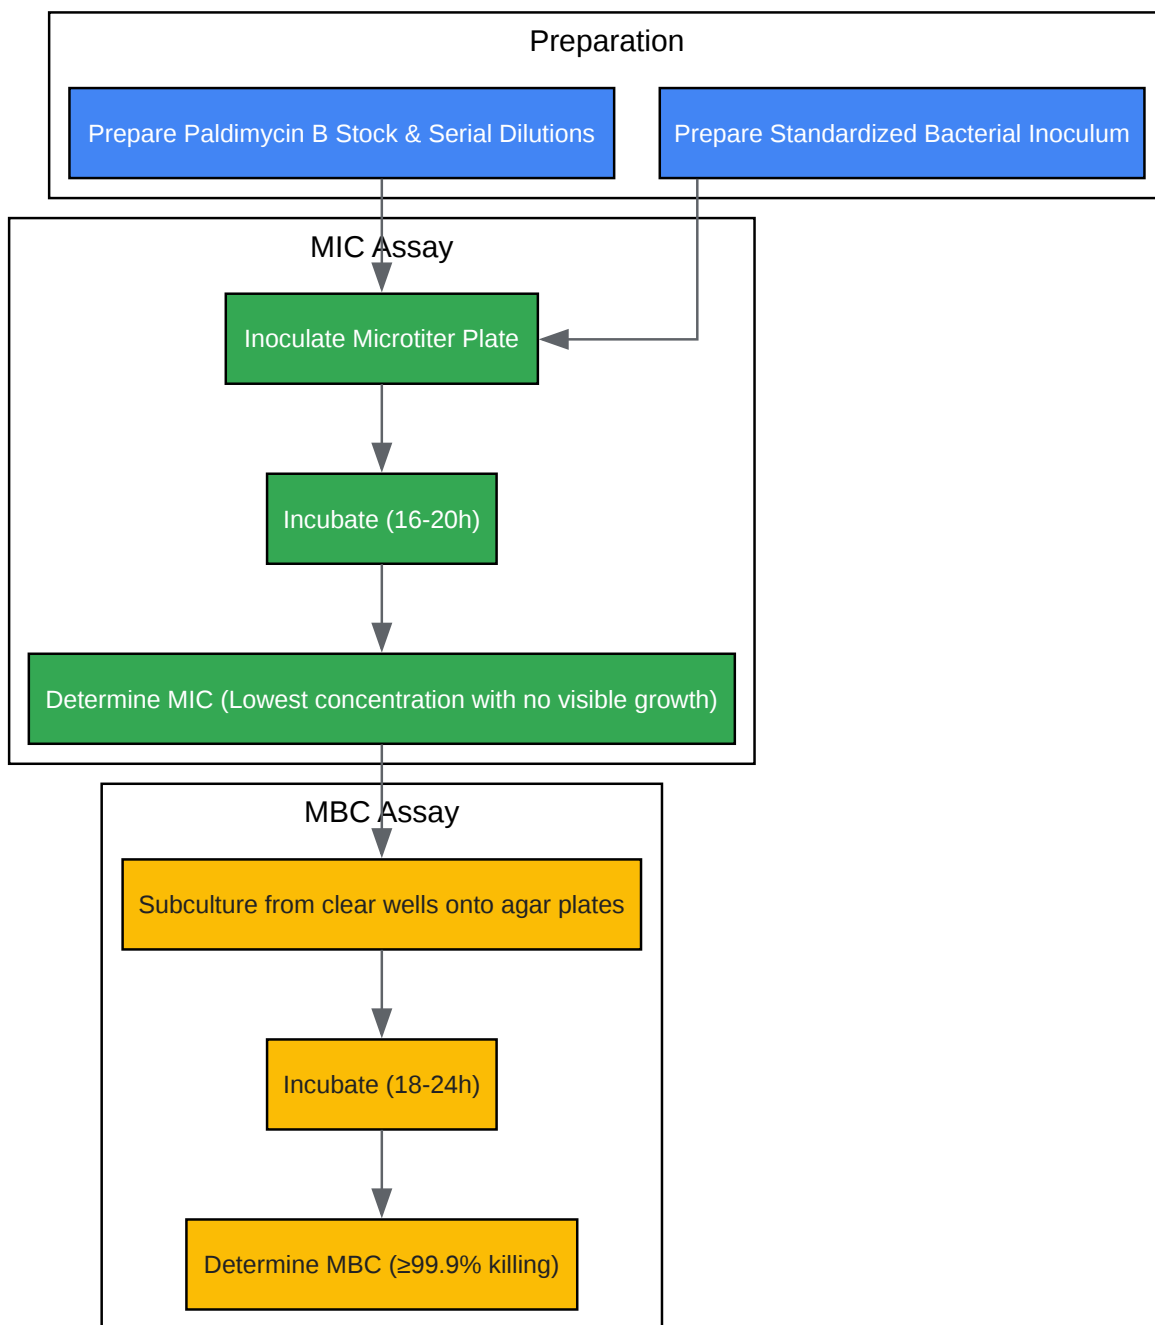 Preparation
Prepare Paldimycin B Stock & Serial Dilutions
Prepare Standardized Bacterial Inoculum
MIC Assay
Inoculate Microtiter Plate
Incubate (16-20h)
Determine MIC (Lowest concentration with no visible growth)
MBC Assay
Subculture from clear wells onto agar plates
Incubate (18-24h)
Determine MBC (≥99.9% killing)